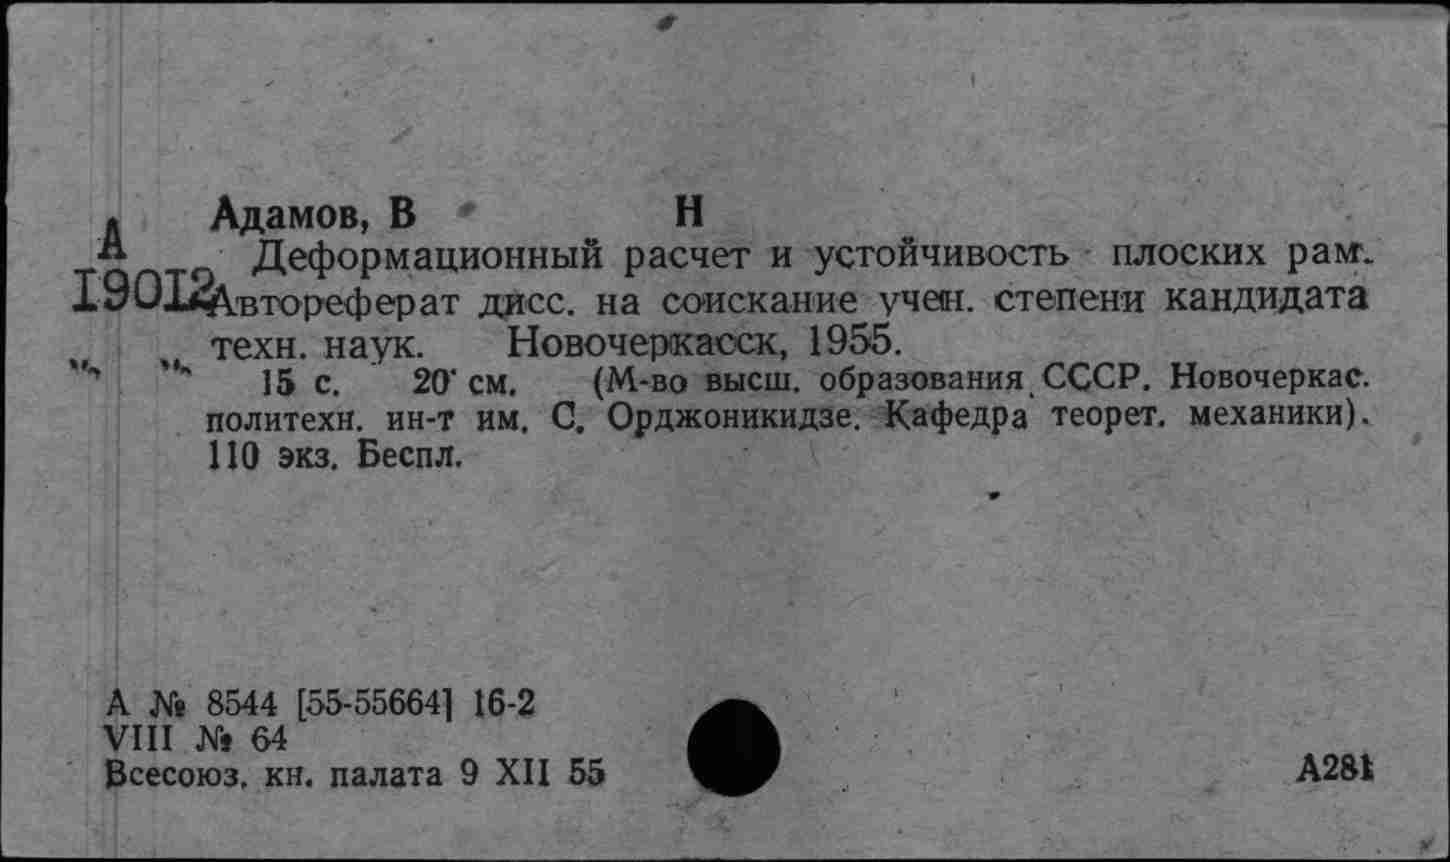 Адамов, В Н
А
Деформационный расчет и устойчивость плоских рам.
19012
Автореферат дисс. на соискание учен. степени кандидата
техн. наук. Новочеркасск, 1955.
15 с. 20 см. (М-во высш. образования СССР. Новочеркас.
политехн. ин-т им. С. Орджоникидзе. Кафедра теорет. механики).
110 экз. Беспл.
А № 8544 [55-55664] 16-2
VIII № 64
Всесоюз. кн. палата 9 XII 55
А281